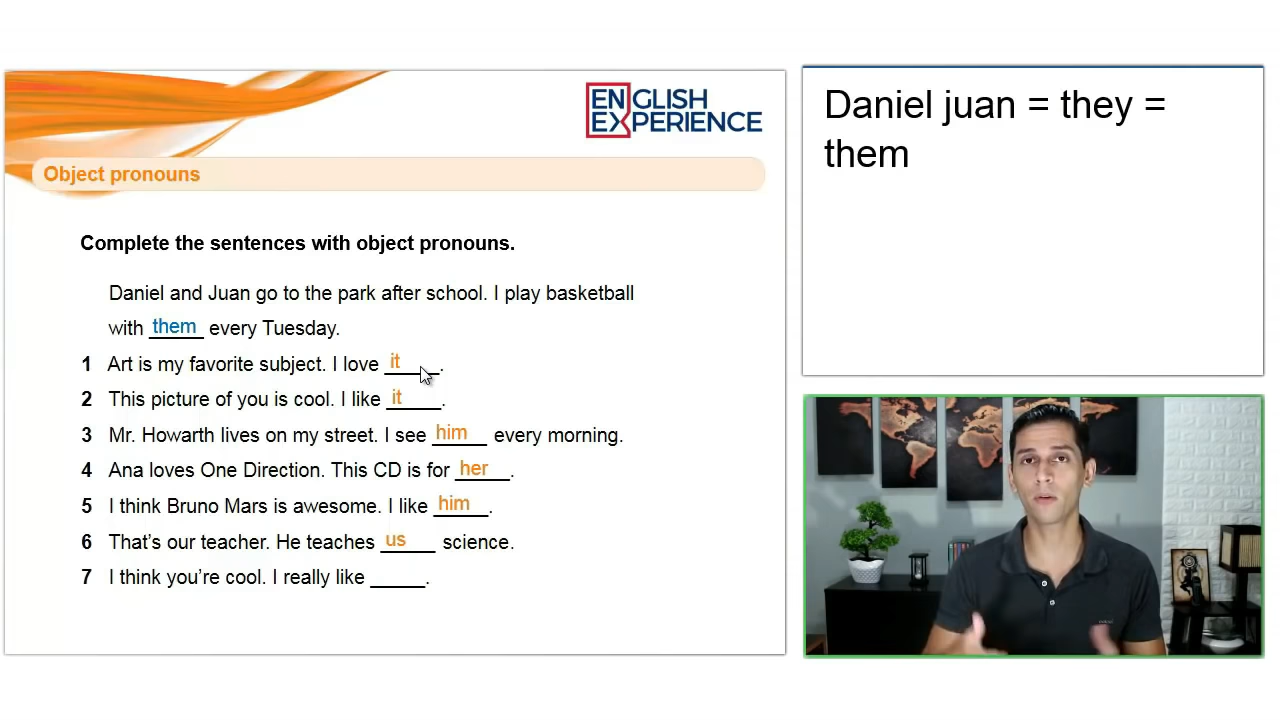 ENGLISH
EXPERIENCE
Object pronouns
Complete the sentences with object pronouns.
Daniel and Juan go to the park after school. I play basketball
with them every Tuesday.
1 Art is my favorite subject. I love it.
2 This picture of you is cool. I like it.
3 Mr. Howarth lives on my street. I see him every morning.
4 Ana loves One Direction. This CD is for her.
5 I think Bruno Mars is awesome. I like him.
6 That's our teacher. He teaches us science.
7 I think you're cool. I really like _____.
Daniel juan = they =
them